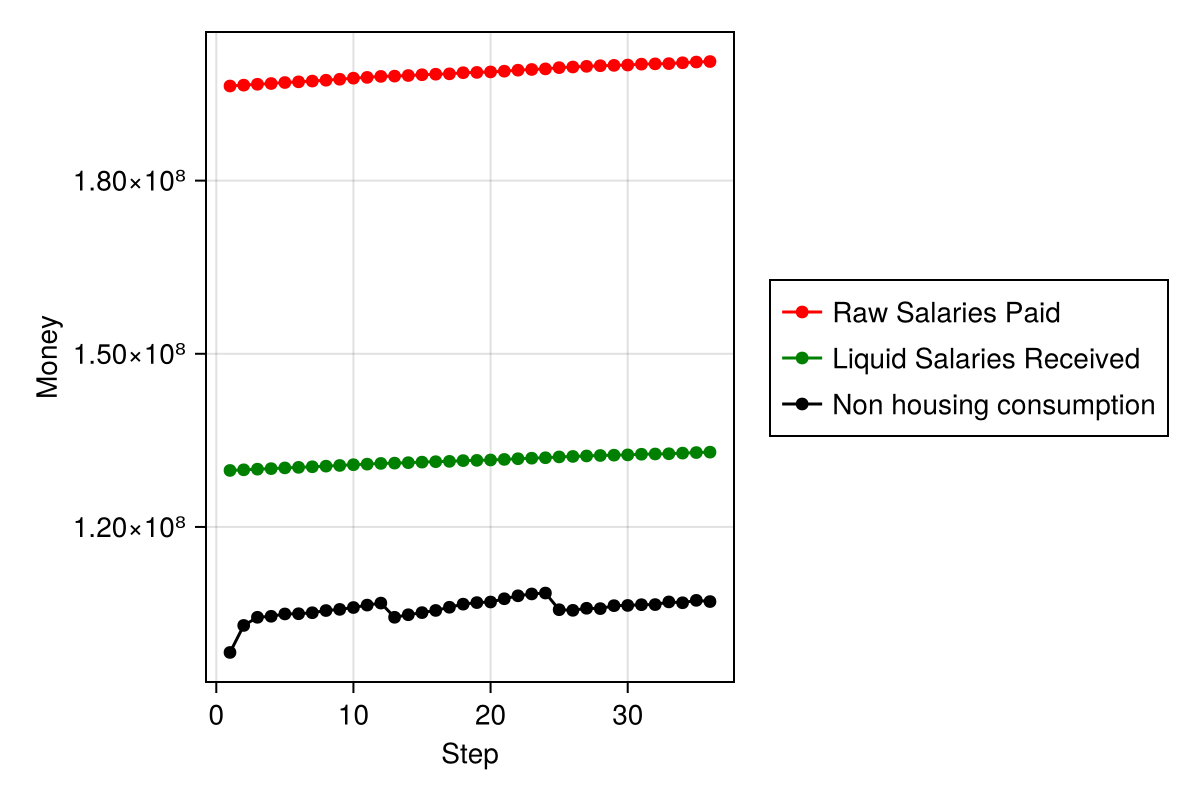 1.80×10⁸
1.50×10⁸
1.20×10⁸
Money
0 10 20 30
Step
Raw Salaries Paid
Liquid Salaries Received
Non housing consumption